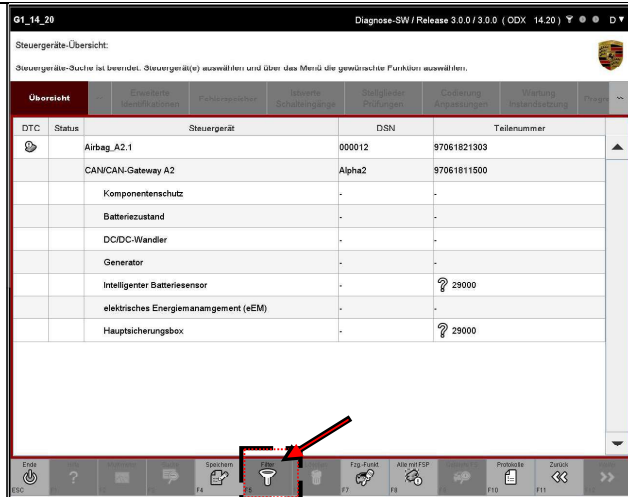 G1_14_20 Diagnose-SW / Release 3.0.0 / 3.0.0 ( ODX 14.20 ) D
Steuergeräte-Übersicht:
Steuergeräte-Suche ist beendet. Steuergerät(e) auswählen und über das Menü die gewünschte Funktion auswählen.
Übersicht Erweiterte Identifikationen Fehlerspeicher Istwerte Schalteingänge Stellglieder Prüfungen Codierung Anpassungen Wartung Instandsetzung
DTC Status Steuergerät DSN Teilenummer
Airbag_A2.1 000012 97061821303
CAN/CAN-Gateway A2 Alpha2 97061811500
Komponentenschutz - -
Batteriezustand - -
DC/DC-Wandler - -
Generator - -
Intelligenter Batteriesensor - ? 29000
elektrisches Energiemanamgement (eEM) - -
Hauptsicherungsbox - ? 29000
Ende Speichern Filter Fzg.-Funkt Alle mit FSP Protokolle Zurück
ESC F4 F5 F7 F8 F10 F11